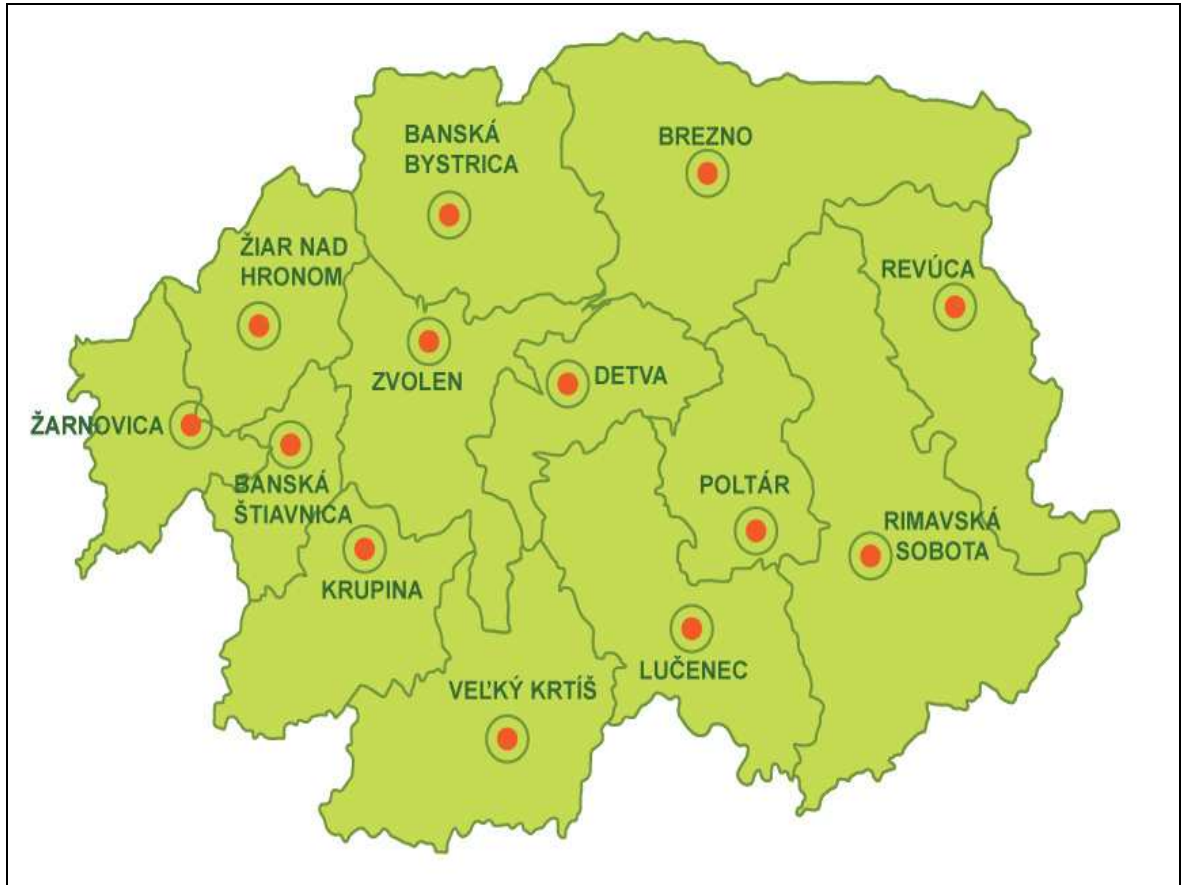 BANSKÁ
BYSTRICA
BREZNO
ŽIAR NAD
HRONOM
REVÚCA
ZVOLEN
DETVA
ŽARNOVICA
BANSKÁ
ŠTIAVNICA
POLTÁR
RIMAVSKÁ
SOBOTA
KRUPINA
LUČENEC
VEĽKÝ KRTÍŠ